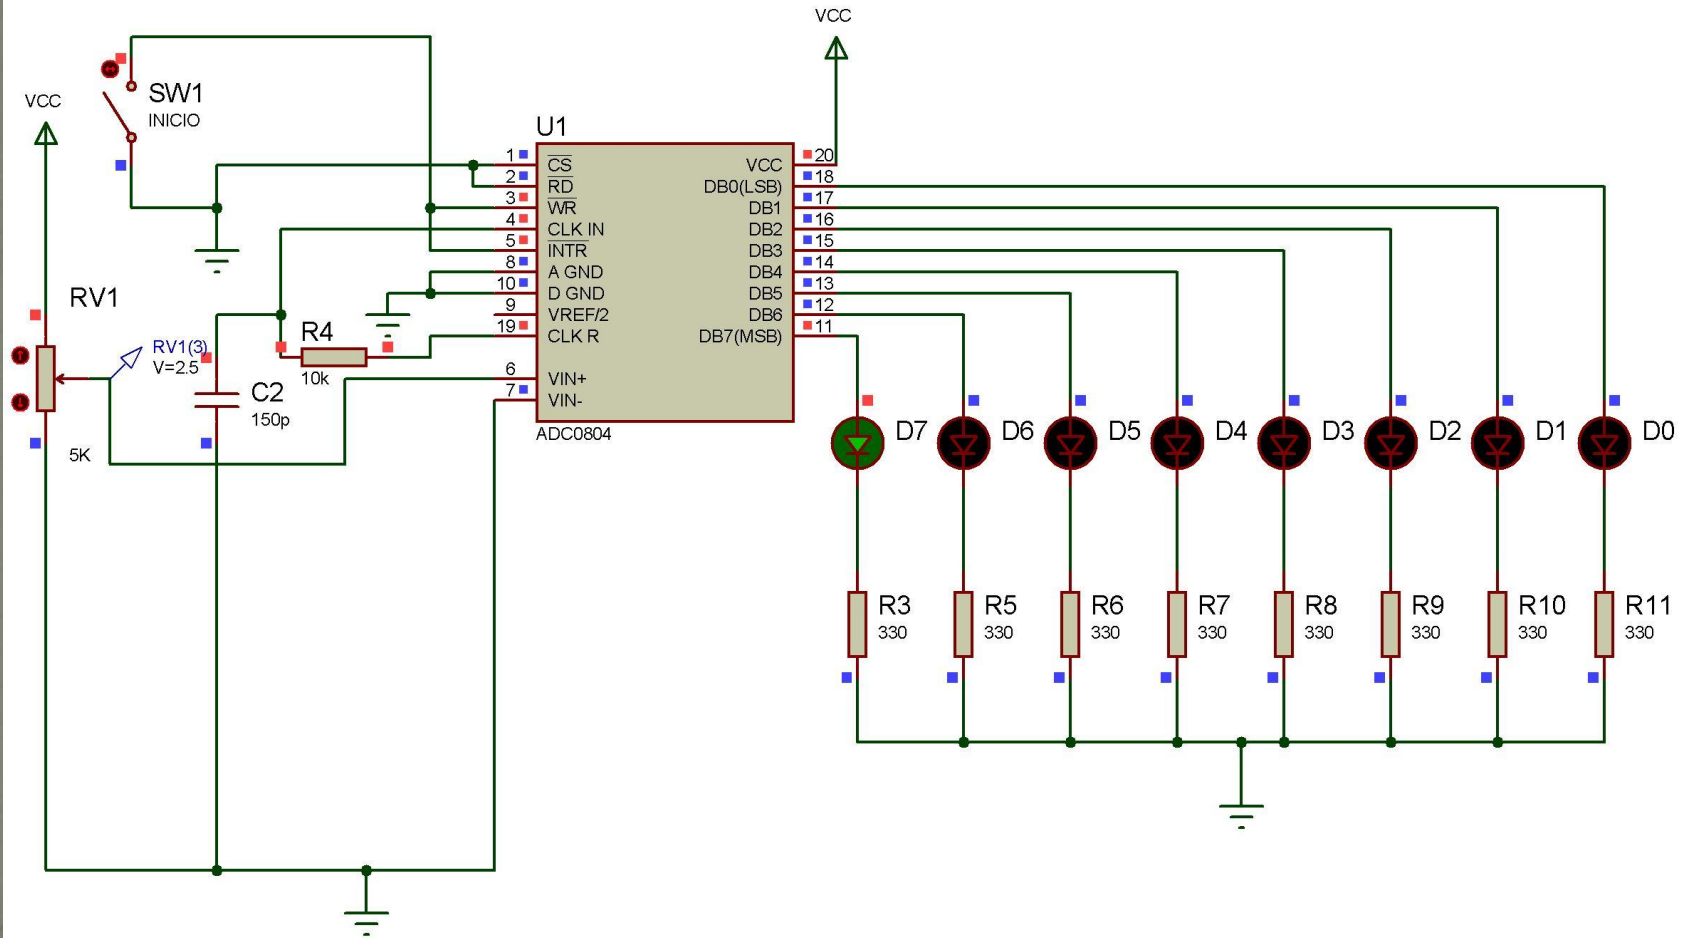 VCC
SW1
INICIO
VCC
RV1
5K
RV1(3)
V=2.5
C2
150p
R4
10k
U1
1
CS
2
RD
3
WR
4
CLK IN
5
INTR
8
A GND
10
D GND
9
VREF/2
19
CLK R
6
VIN+
7
VIN-
VCC
20
DB0(LSB)
18
DB1
17
DB2
16
DB3
15
DB4
14
DB5
13
DB6
12
DB7(MSB)
11
ADC0804
D7
D6
D5
D4
D3
D2
D1
D0
R3
330
R5
330
R6
330
R7
330
R8
330
R9
330
R10
330
R11
330